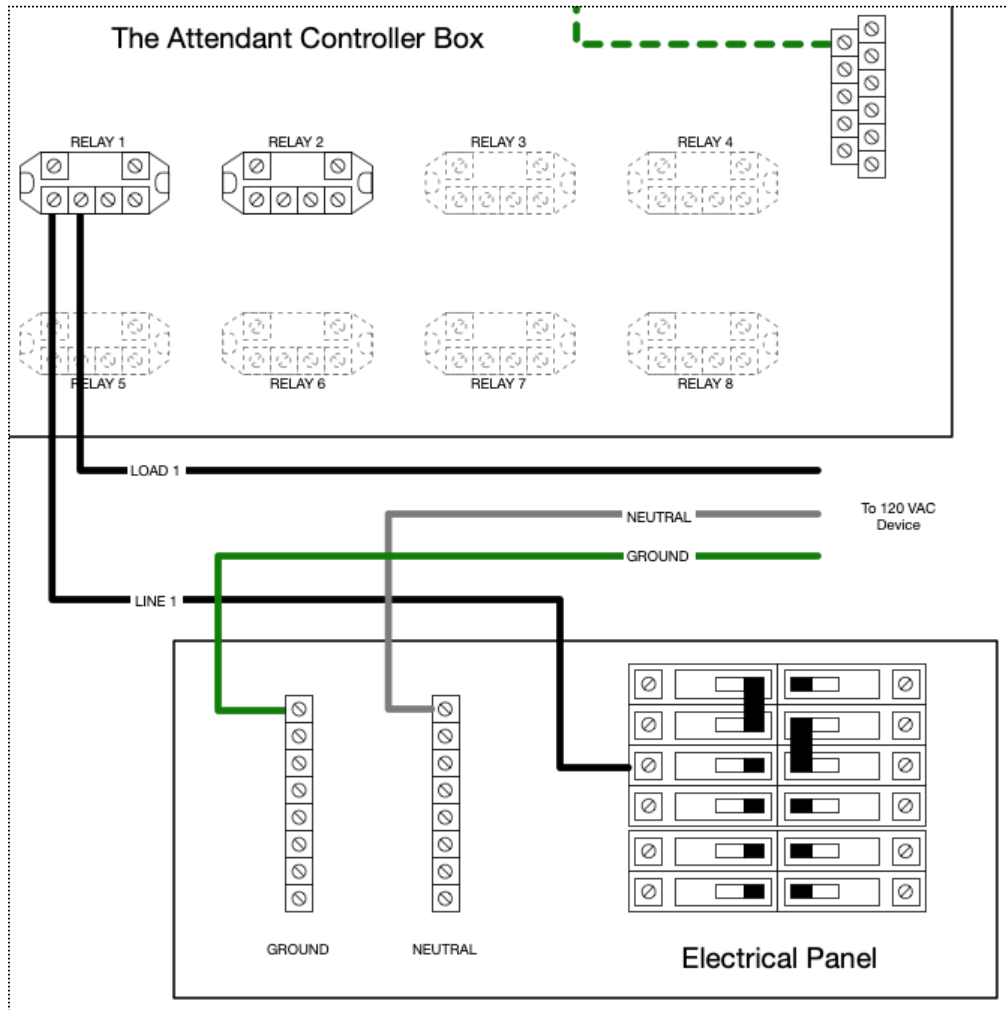 The Attendant Controller Box
RELAY 1
RELAY 2
RELAY 3
RELAY 4
RELAY 5
RELAY 6
RELAY 7
RELAY 8
LOAD 1
NEUTRAL
To 120 VAC
Device
GROUND
LINE 1
GROUND
NEUTRAL
Electrical Panel